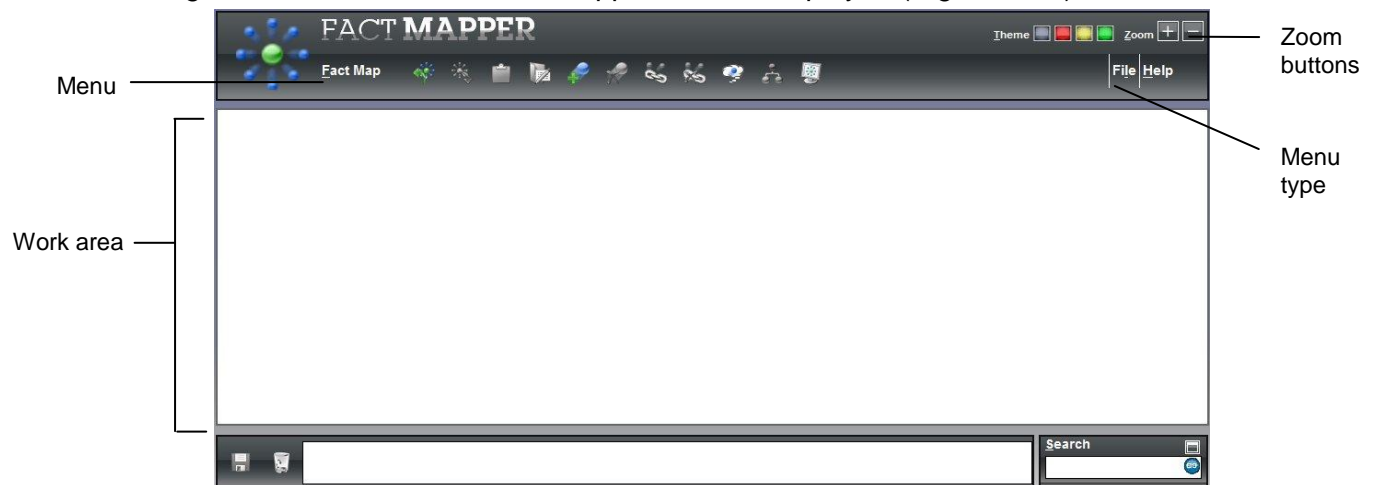 FACT MAPPER
Theme
Zoom
Zoom
buttons
Menu
Fact Map
File
Help
Menu
type
Work area
Search